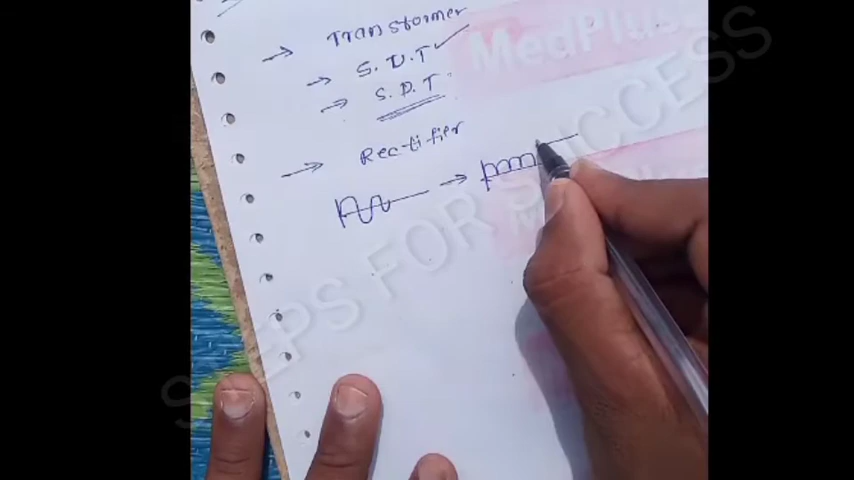 → Transformer
→ S.U.T ✓
→ S.D.T
→ Rectifier
→
MedPlus
STEPS FOR SUCCESS